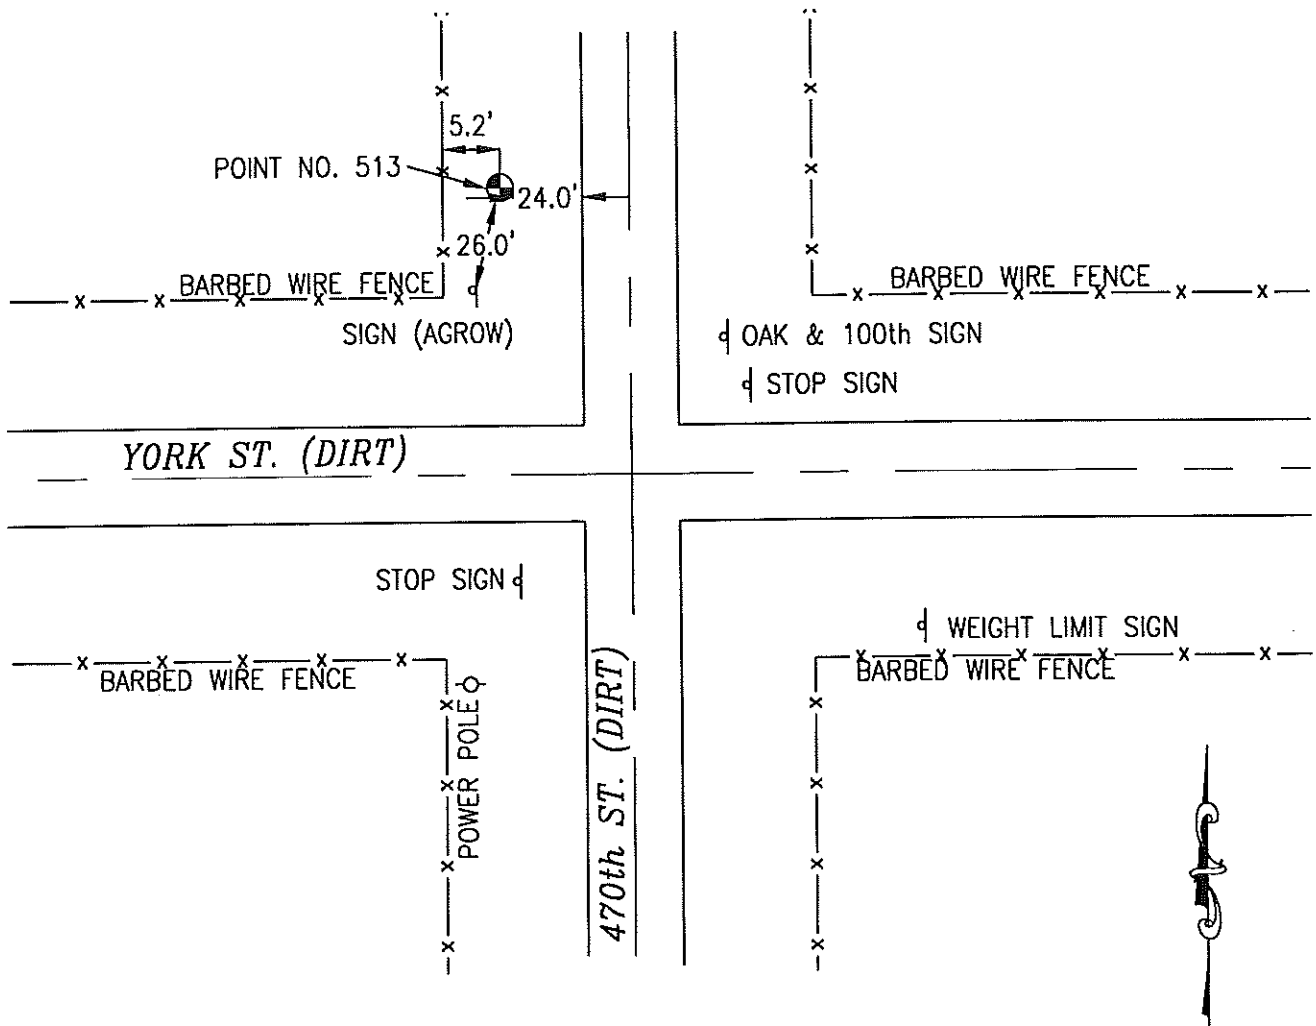 5.2'
POINT NO. 513
24.0'
26.0'
BARBED WIRE FENCE
BARBED WIRE FENCE
SIGN (AGROW)
OAK & 100th SIGN
STOP SIGN
YORK ST. (DIRT)
STOP SIGN
WEIGHT LIMIT SIGN
BARBED WIRE FENCE
BARBED WIRE FENCE
POWER POLE
470th ST. (DIRT)